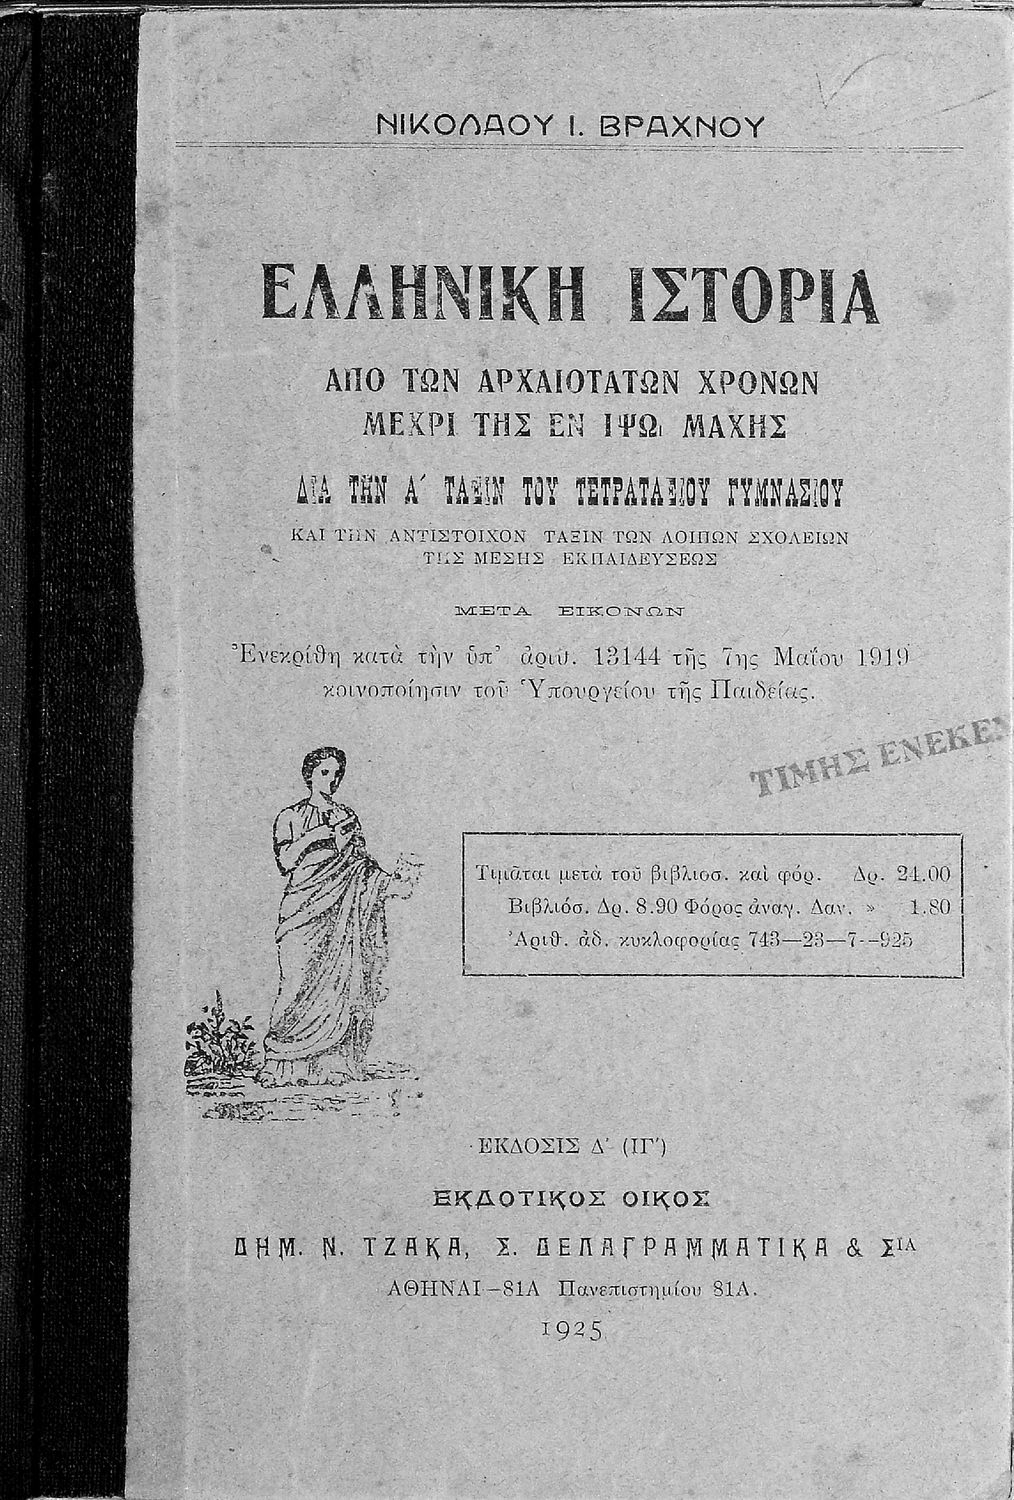 ΝΙΚΟΛΑΟΥ Ι. ΒΡΑΧΝΟΥ
ΕΛΛΗΝΙΚΗ ΙΣΤΟΡΙΑ
ΑΠΟ ΤΩΝ ΑΡΧΑΙΟΤΑΤΩΝ ΧΡΟΝΩΝ
ΜΕΧΡΙ ΤΗΣ ΕΝ ΙΨΩι ΜΑΧΗΣ
ΔΙΑ ΤΗΝ Α΄ ΤΑΞΙΝ ΤΟΥ ΤΕΤΡΑΤΑΞΙΟΥ ΓΥΜΝΑΣΙΟΥ
ΚΑΙ ΤΗΝ ΑΝΤΙΣΤΟΙΧΟΝ ΤΑΞΙΝ ΤΩΝ ΛΟΙΠΩΝ ΣΧΟΛΕΙΩΝ
ΤΗΣ ΜΕΣΗΣ ΕΚΠΑΙΔΕΥΣΕΩΣ
ΜΕΤΑ ΕΙΚΟΝΩΝ
Ἐνεκρίθη κατὰ τὴν ὑπ' ἀριθ. 13144 τῆς 7ης Μαΐου 1919
κοινοποίησιν τοῦ Ὑπουργείου τῆς Παιδείας.
ΤΙΜΗΣ ΕΝΕΚΕΝ
Τιμᾶται μετὰ τοῦ βιβλιοσ. καὶ φόρ. Δρ. 24.00
Βιβλιόσ. Δρ. 8.90 Φόρος ἀναγ. Δαν. » 1.80
Ἀριθ. ἀδ. κυκλοφορίας 743—23—7--925
ΕΚΔΟΣΙΣ Δ' (ΙΓ')
ΕΚΔΟΤΙΚΟΣ ΟΙΚΟΣ
ΔΗΜ. Ν. ΤΖΑΚΑ, Σ. ΔΕΛΑΓΡΑΜΜΑΤΙΚΑ & ΣΙΑ
ΑΘΗΝΑΙ—81Α Πανεπιστημίου 81Α.
1925